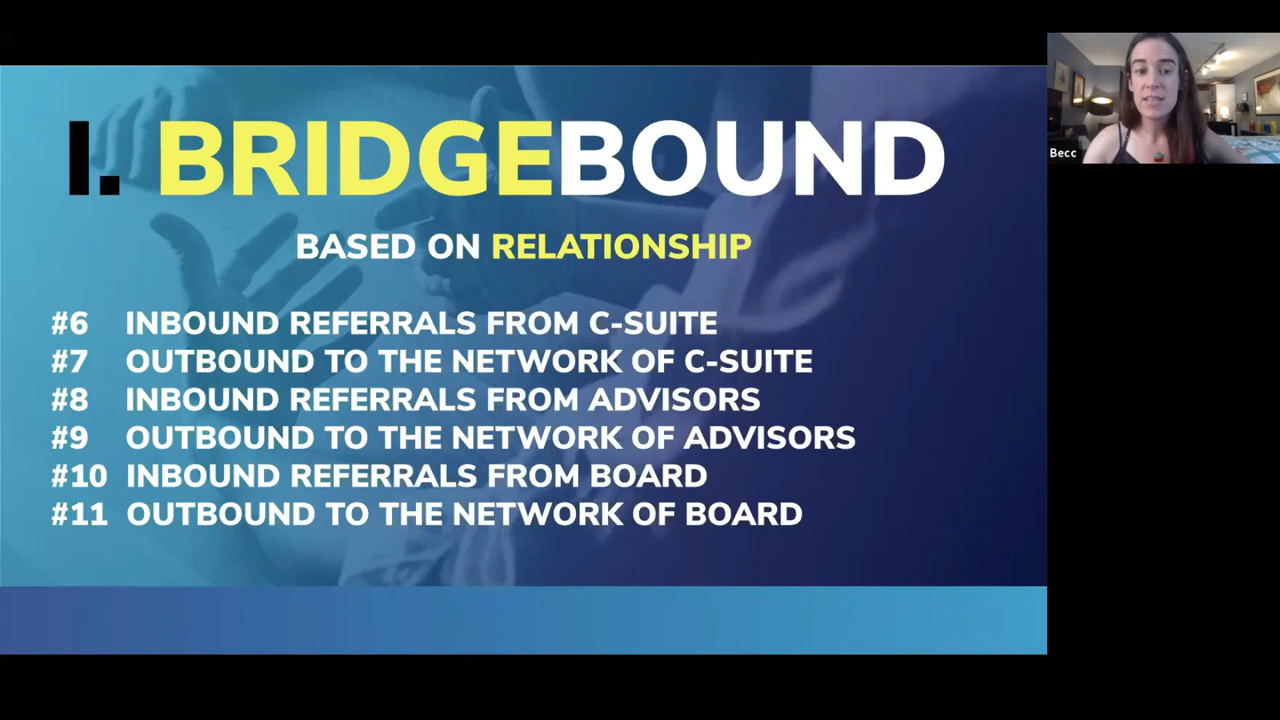 I. BRIDGEBOUND
BASED ON RELATIONSHIP
#6 INBOUND REFERRALS FROM C-SUITE
#7 OUTBOUND TO THE NETWORK OF C-SUITE
#8 INBOUND REFERRALS FROM ADVISORS
#9 OUTBOUND TO THE NETWORK OF ADVISORS
#10 INBOUND REFERRALS FROM BOARD
#11 OUTBOUND TO THE NETWORK OF BOARD
Becc